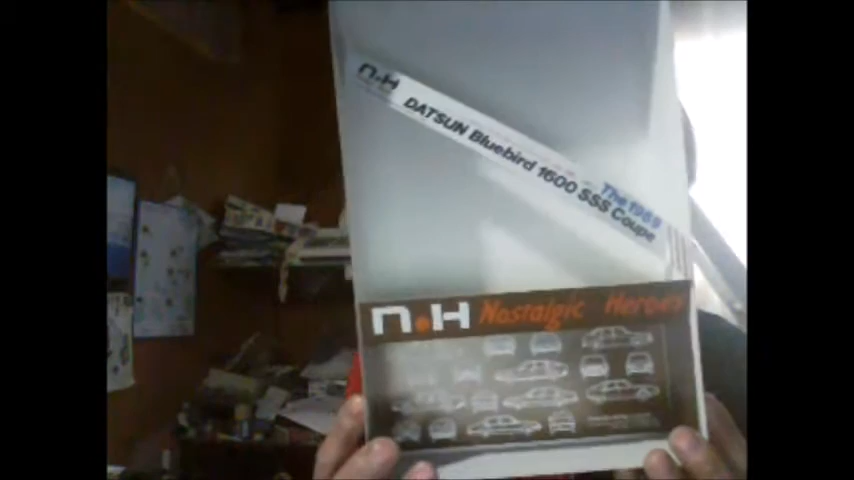 n.H
The 1969
DATSUN Bluebird 1600 SSS Coupe
n.H Nostalgic Heroes